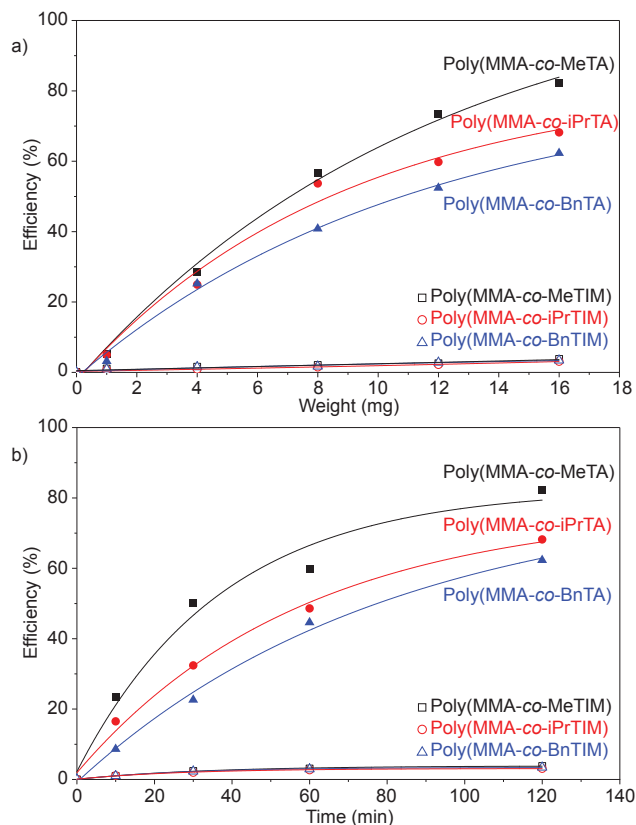 a)
100
80
60
40
20
0
Efficiency (%)
Poly(MMA-co-MeTA)
Poly(MMA-co-iPrTA)
Poly(MMA-co-BnTA)
Poly(MMA-co-MeTIM)
Poly(MMA-co-iPrTIM)
Poly(MMA-co-BnTIM)
0 2 4 6 8 10 12 14 16 18
Weight (mg)
b)
100
80
60
40
20
0
Efficiency (%)
Poly(MMA-co-MeTA)
Poly(MMA-co-iPrTA)
Poly(MMA-co-BnTA)
Poly(MMA-co-MeTIM)
Poly(MMA-co-iPrTIM)
Poly(MMA-co-BnTIM)
0 20 40 60 80 100 120 140
Time (min)